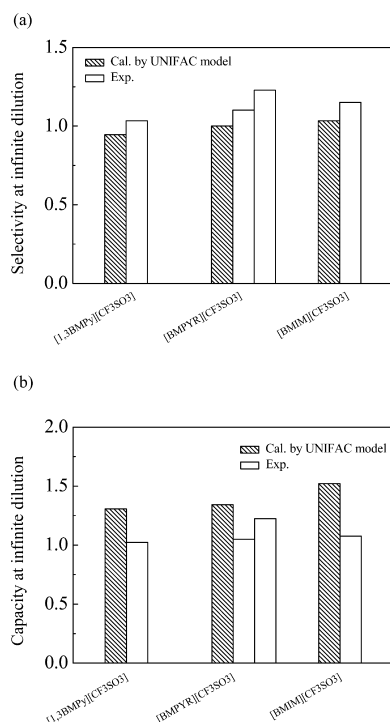 (a)
1.5
Cal. by UNIFAC model
Exp.
1.0
0.5
0.0
Selectivity at infinite dilution
[1,3BMPy][CF3SO3]
[BMPYR][CF3SO3]
[BMIM][CF3SO3]
(b)
2.0
Cal. by UNIFAC model
Exp.
1.5
1.0
0.5
0.0
Capacity at infinite dilution
[1,3BMPy][CF3SO3]
[BMPYR][CF3SO3]
[BMIM][CF3SO3]